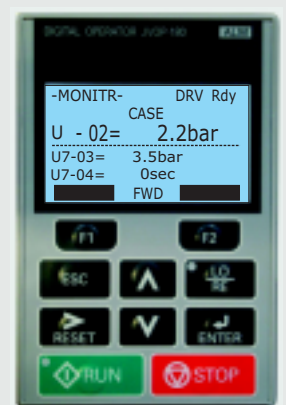 DIGITAL OPERATOR JVOP-180 ALM
-MONITR- DRV Rdy
CASE
U - 02= 2.2bar
U7-03= 3.5bar
U7-04= 0sec
FWD
F1 F2
ESC LO
RE
RESET ENTER
RUN STOP